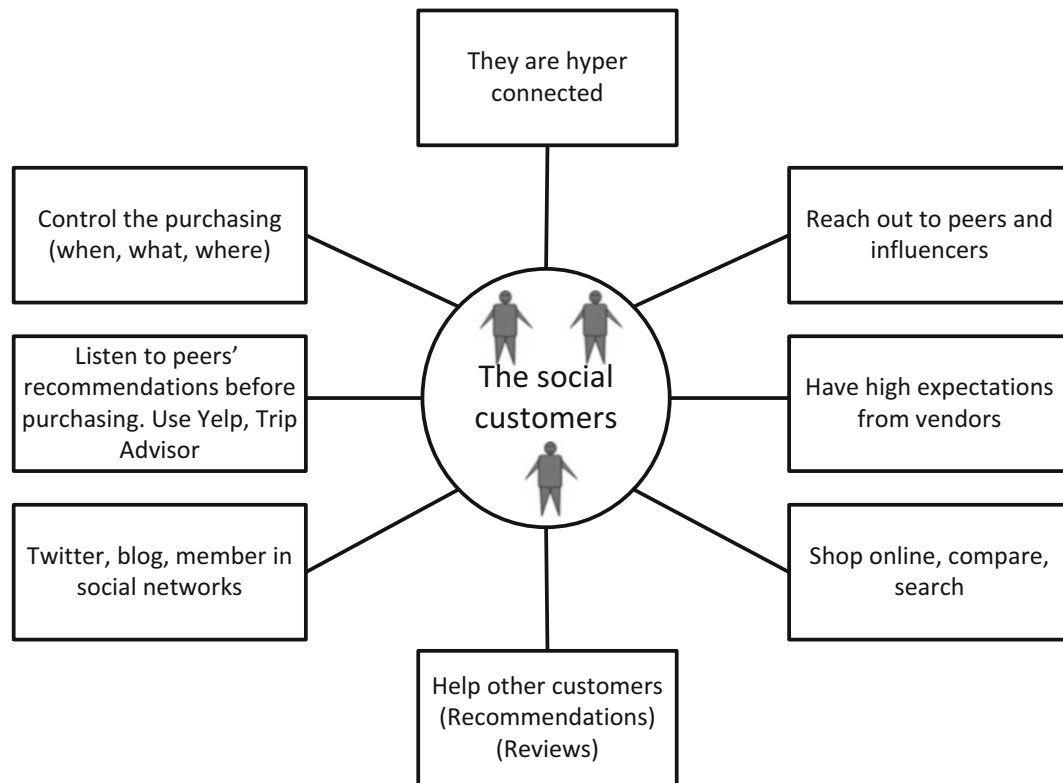 They are hyper
connected
Control the purchasing
(when, what, where)
Reach out to peers and
influencers
Listen to peers’
recommendations before
purchasing. Use Yelp, Trip
Advisor
The social
customers
Have high expectations
from vendors
Twitter, blog, member in
social networks
Shop online, compare,
search
Help other customers
(Recommendations)
(Reviews)